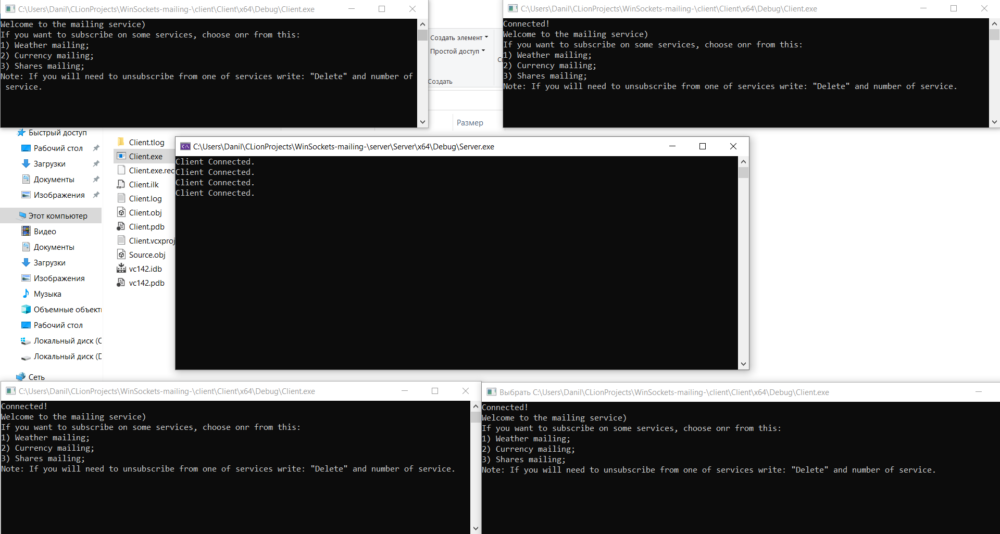 C:\Users\Danil\CLionProjects\WinSockets-mailing-\client\Client\x64\Debug\Client.exe
Welcome to the mailing service)
If you want to subscribe on some services, choose onr from this:
1) Weather mailing;
2) Currency mailing;
3) Shares mailing;
Note: If you will need to unsubscribe from one of services write: "Delete" and number of
service.
Создать элемент
Простой доступ
Создать
Размер
C:\Users\Danil\CLionProjects\WinSockets-mailing-\client\Client\x64\Debug\Client.exe
Connected!
Welcome to the mailing service)
If you want to subscribe on some services, choose onr from this:
1) Weather mailing;
2) Currency mailing;
3) Shares mailing;
Note: If you will need to unsubscribe from one of services write: "Delete" and number of service.
Быстрый доступ
Рабочий стол
Загрузки
Документы
Изображения
Этот компьютер
Видео
Документы
Загрузки
Изображения
Музыка
Объемные объект
Рабочий стол
Локальный диск (C
Локальный диск (D
Сеть
Client.tlog
Client.exe
Client.exe.rec
Client.ilk
Client.log
Client.obj
Client.pdb
Client.vcxproj
Source.obj
vc142.idb
vc142.pdb
C:\Users\Danil\CLionProjects\WinSockets-mailing-\server\Server\x64\Debug\Server.exe
Client Connected.
Client Connected.
Client Connected.
Client Connected.
C:\Users\Danil\CLionProjects\WinSockets-mailing-\client\Client\x64\Debug\Client.exe
Connected!
Welcome to the mailing service)
If you want to subscribe on some services, choose onr from this:
1) Weather mailing;
2) Currency mailing;
3) Shares mailing;
Note: If you will need to unsubscribe from one of services write: "Delete" and number of service.
Выбрать C:\Users\Danil\CLionProjects\WinSockets-mailing-\client\Client\x64\Debug\Client.exe
Connected!
Welcome to the mailing service)
If you want to subscribe on some services, choose onr from this:
1) Weather mailing;
2) Currency mailing;
3) Shares mailing;
Note: If you will need to unsubscribe from one of services write: "Delete" and number of service.